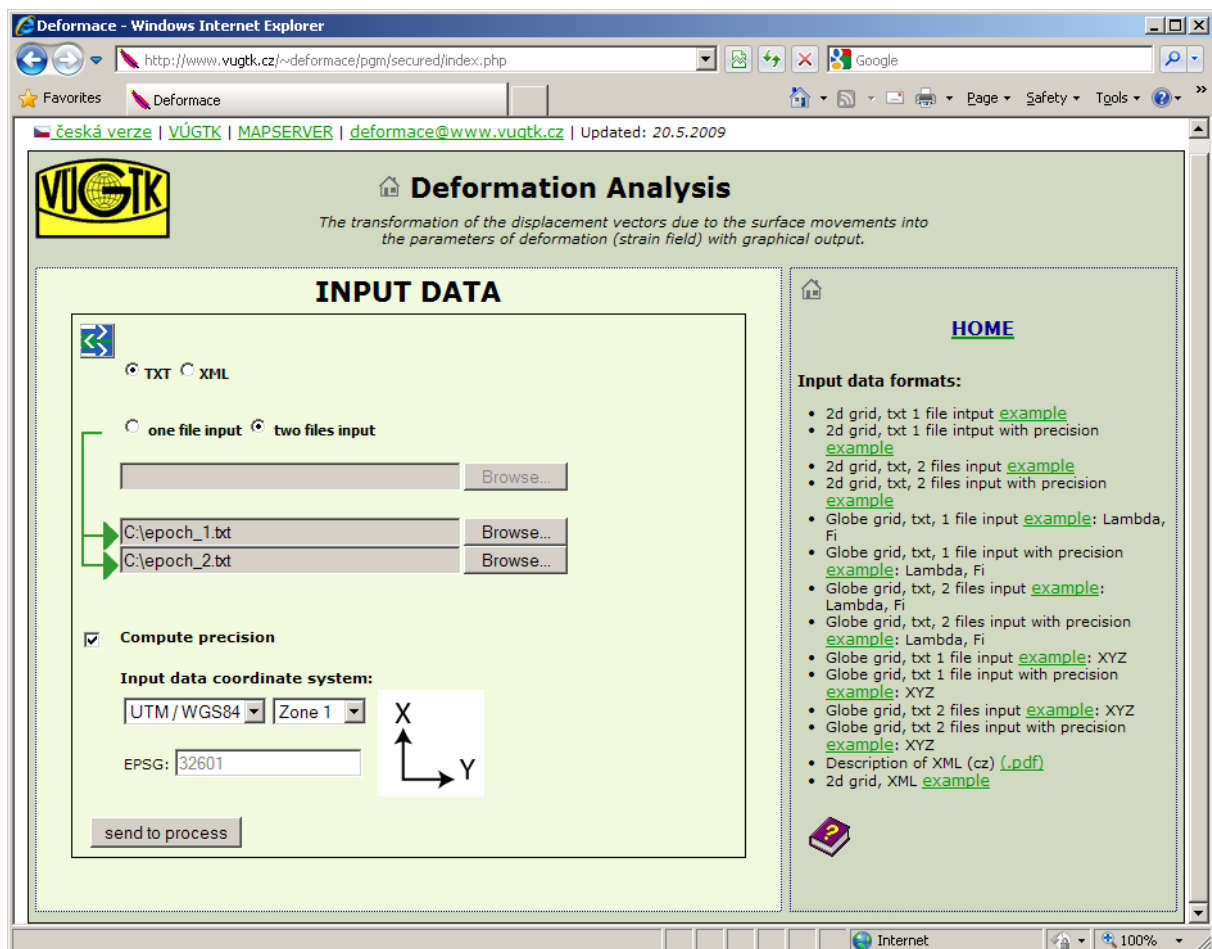 Deformace - Windows Internet Explorer
http://www.vugtk.cz/~deformace/pgm/secured/index.php
Google
Favorites
Deformace
Page
Safety
Tools
»
česká verze | VÚGTK | MAPSERVER | deformace@www.vugtk.cz | Updated: 20.5.2009
VUGTK
Deformation Analysis
The transformation of the displacement vectors due to the surface movements into
the parameters of deformation (strain field) with graphical output.
INPUT DATA
TXT XML
one file input two files input
Browse...
C:\epoch_1.txt Browse...
C:\epoch_2.txt Browse...
Compute precision
Input data coordinate system:
UTM / WGS84 Zone 1
X
Y
EPSG: 32601
send to process
HOME
Input data formats:
• 2d grid, txt 1 file intput example
• 2d grid, txt 1 file intput with precision
example
• 2d grid, txt, 2 files input example
• 2d grid, txt, 2 files input with precision
example
• Globe grid, txt, 1 file input example: Lambda,
Fi
• Globe grid, txt, 1 file input with precision
example: Lambda, Fi
• Globe grid, txt, 2 files input example:
Lambda, Fi
• Globe grid, txt, 2 files input with precision
example: Lambda, Fi
• Globe grid, txt 1 file input example: XYZ
• Globe grid, txt 1 file input with precision
example: XYZ
• Globe grid, txt 2 files input example: XYZ
• Globe grid, txt 2 files input with precision
example: XYZ
• Description of XML (cz) (.pdf)
• 2d grid, XML example
?
Internet
100%